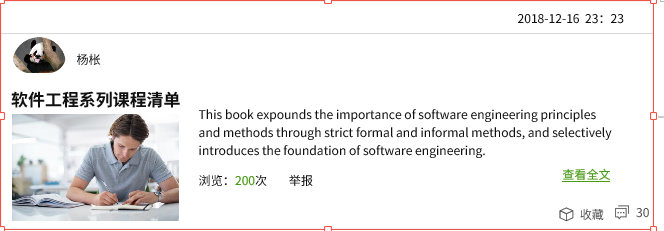 2018-12-16 23：23
杨枨
软件工程系列课程清单
This book expounds the importance of software engineering principles
and methods through strict formal and informal methods, and selectively
introduces the foundation of software engineering.
浏览：200次 举报
查看全文
收藏 30